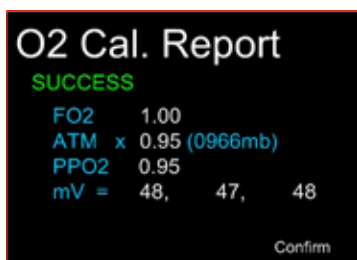 O2 Cal. Report
SUCCESS
FO2 1.00
ATM x 0.95 (0966mb)
PPO2 0.95
mV = 48, 47, 48
Confirm